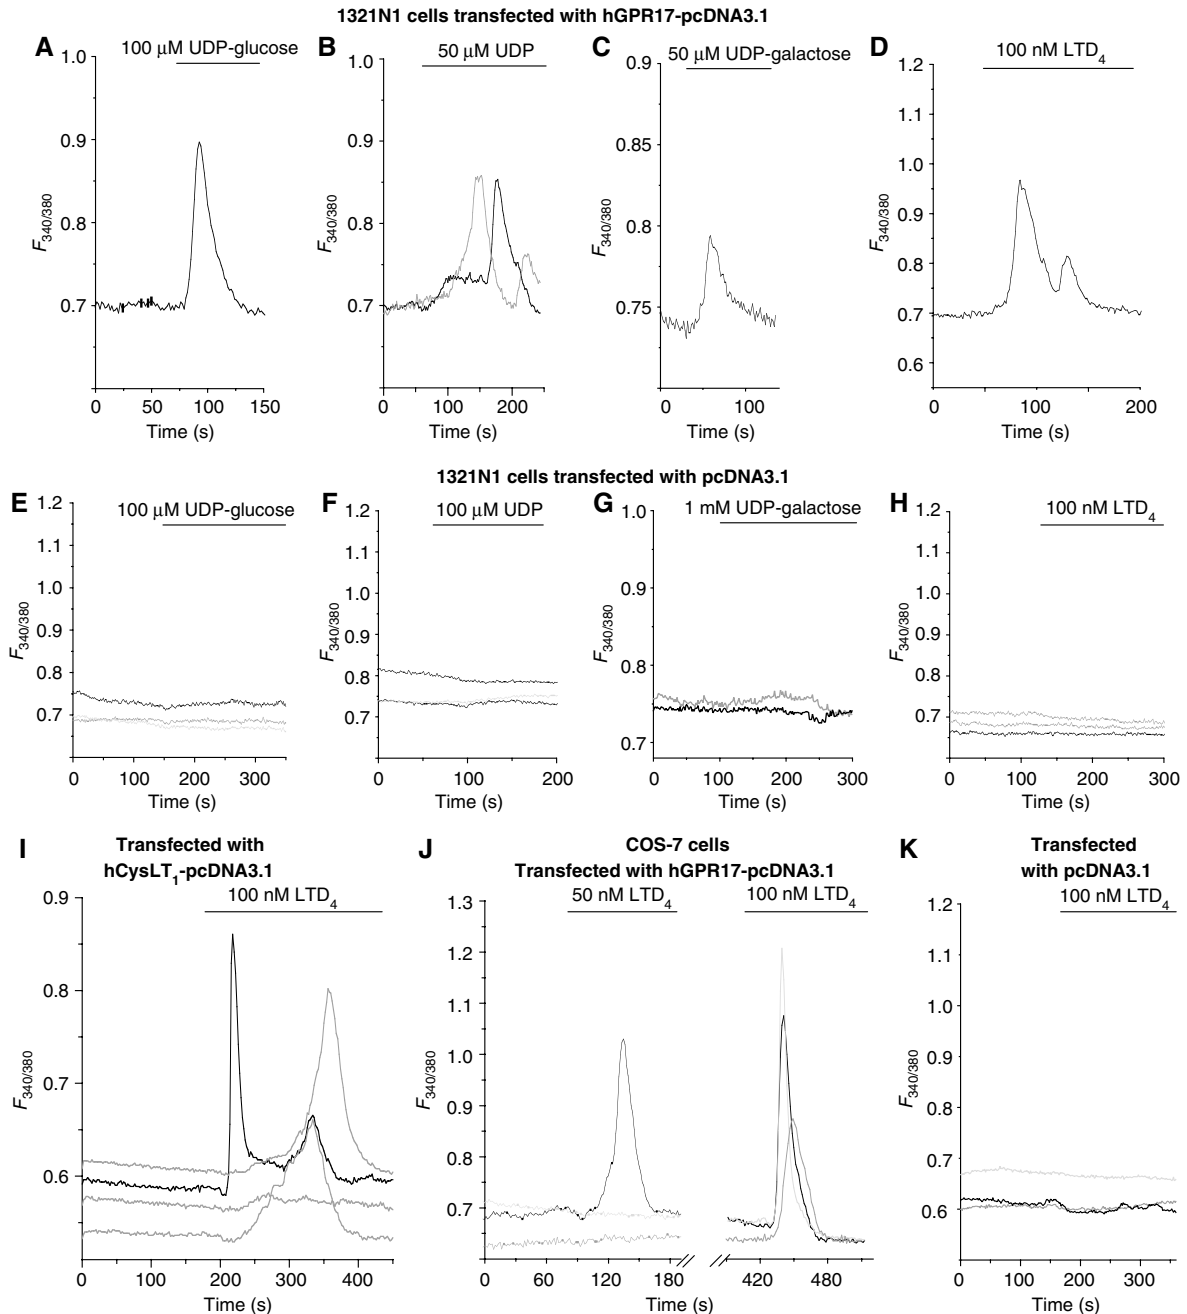 1321N1 cells transfected with hGPR17-pcDNA3.1
A
100 μM UDP-glucose
1.0
0.9
0.8
0.7
F340/380
0 50 100 150
Time (s)
B
50 μM UDP
1.0
0.9
0.8
0.7
F340/380
0 100 200
Time (s)
C
50 μM UDP-galactose
0.9
0.85
0.8
0.75
F340/380
0 100
Time (s)
D
100 nM LTD4
1.2
1.1
1.0
0.9
0.8
0.7
0.6
F340/380
0 100 200
Time (s)
1321N1 cells transfected with pcDNA3.1
E
100 μM UDP-glucose
1.2
1.1
1.0
0.9
0.8
0.7
F340/380
0 100 200 300
Time (s)
F
100 μM UDP
1.2
1.1
1.0
0.9
0.8
0.7
F340/380
0 100 200
Time (s)
G
1 mM UDP-galactose
1.0
0.9
0.8
0.7
F340/380
0 100 200 300
Time (s)
H
100 nM LTD4
1.2
1.1
1.0
0.9
0.8
0.7
F340/380
0 100 200 300
Time (s)
I
Transfected with
hCysLT1-pcDNA3.1
100 nM LTD4
0.9
0.8
0.7
0.6
F340/380
0 100 200 300 400
Time (s)
J
COS-7 cells
Transfected with hGPR17-pcDNA3.1
50 nM LTD4
100 nM LTD4
1.3
1.2
1.1
1.0
0.9
0.8
0.7
F340/380
0 60 120 180 420 480
Time (s)
K
Transfected
with pcDNA3.1
100 nM LTD4
1.2
1.1
1.0
0.9
0.8
0.7
0.6
F340/380
0 100 200 300
Time (s)